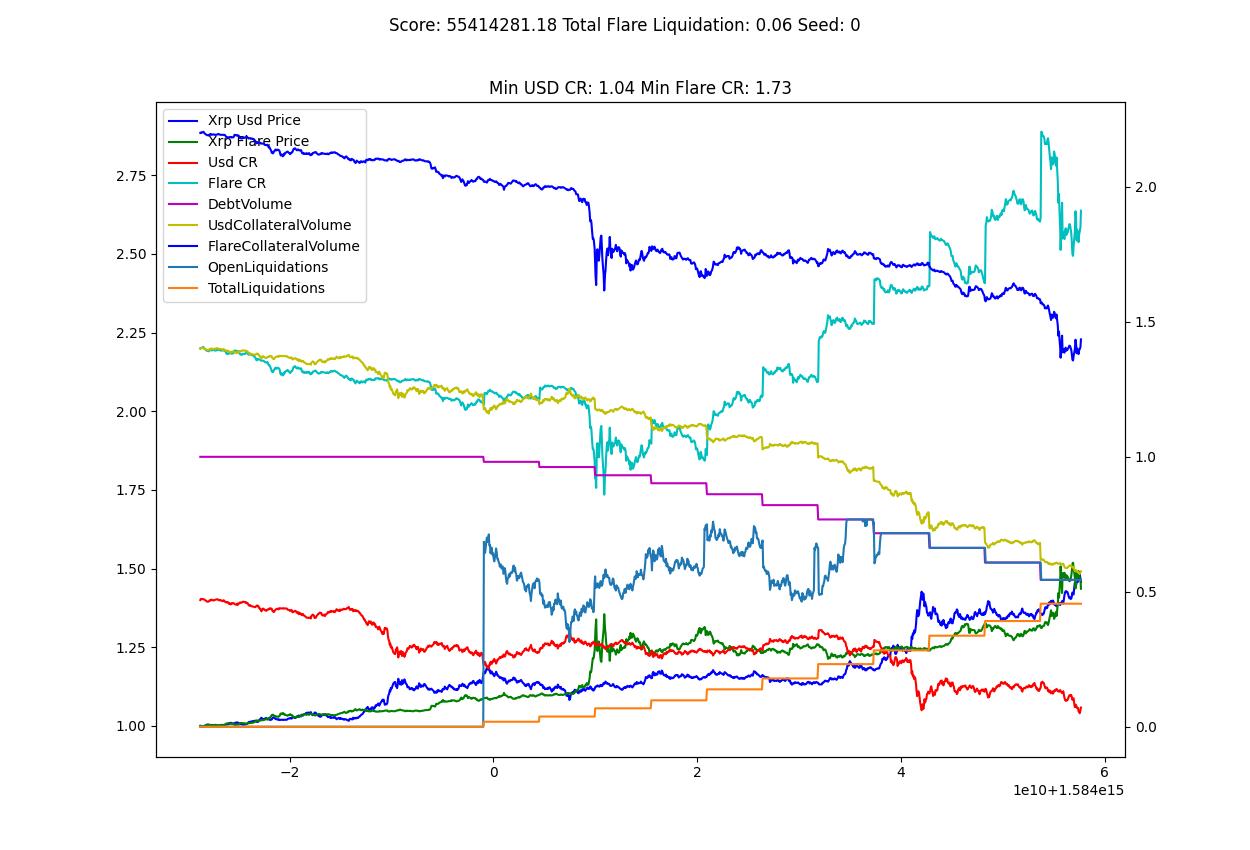 Score: 55414281.18 Total Flare Liquidation: 0.06 Seed: 0
Min USD CR: 1.04 Min Flare CR: 1.73
Xrp Usd Price
Xrp Flare Price
Usd CR
Flare CR
DebtVolume
UsdCollateralVolume
FlareCollateralVolume
OpenLiquidations
TotalLiquidations
2.75
2.50
2.25
2.00
1.75
1.50
1.25
1.00
2.0
1.5
1.0
0.5
0.0
−2 0 2 4 6
1e10+1.584e15